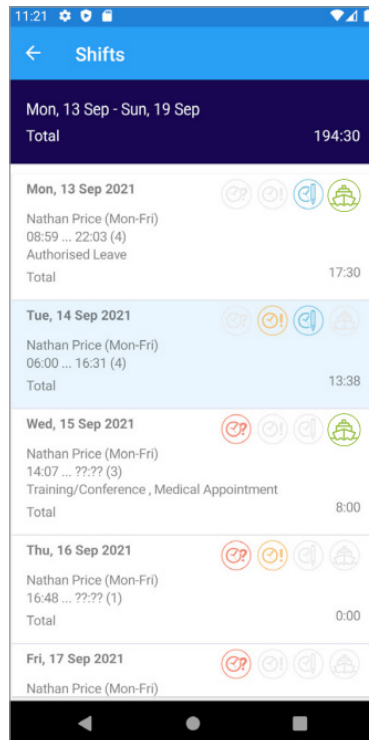 11:21
Shifts
Mon, 13 Sep - Sun, 19 Sep
Total 194:30
Mon, 13 Sep 2021
Nathan Price (Mon-Fri)
08:59 ... 22:03 (4)
Authorised Leave
Total 17:30
Tue, 14 Sep 2021
Nathan Price (Mon-Fri)
06:00 ... 16:31 (4)
Total 13:38
Wed, 15 Sep 2021
Nathan Price (Mon-Fri)
14:07 ... ??:?? (3)
Training/Conference , Medical Appointment
Total 8:00
Thu, 16 Sep 2021
Nathan Price (Mon-Fri)
16:48 ... ??:?? (1)
Total 0:00
Fri, 17 Sep 2021
Nathan Price (Mon-Fri)